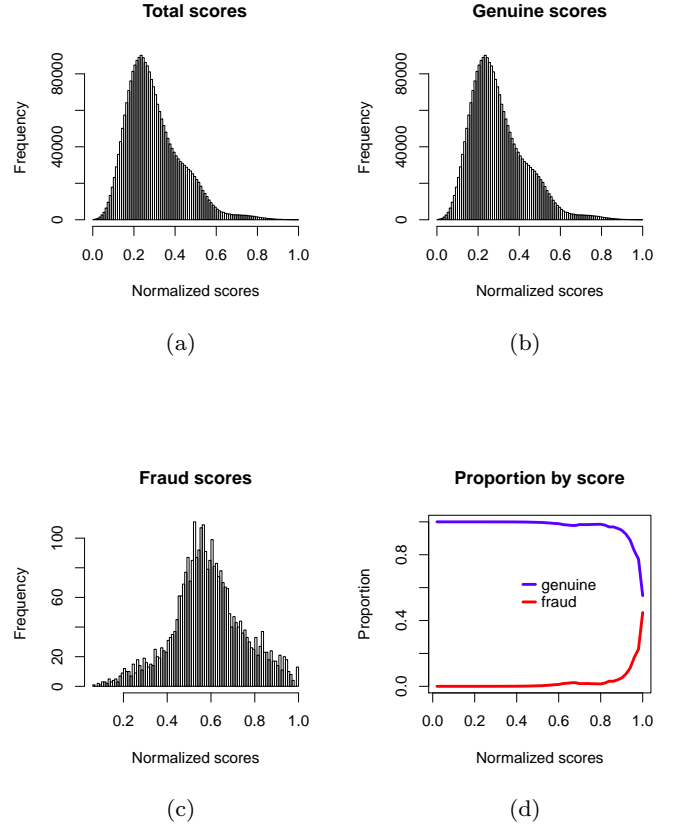 Total scores
Genuine scores
Frequency
0 40000 80000
0.0 0.2 0.4 0.6 0.8 1.0
Normalized scores
(a)
Frequency
0 40000 80000
0.0 0.2 0.4 0.6 0.8 1.0
Normalized scores
(b)
Fraud scores
Proportion by score
Frequency
0 20 60 100
0.2 0.4 0.6 0.8 1.0
Normalized scores
(c)
Proportion
0.0 0.4 0.8
genuine
fraud
0.0 0.2 0.4 0.6 0.8 1.0
Normalized scores
(d)